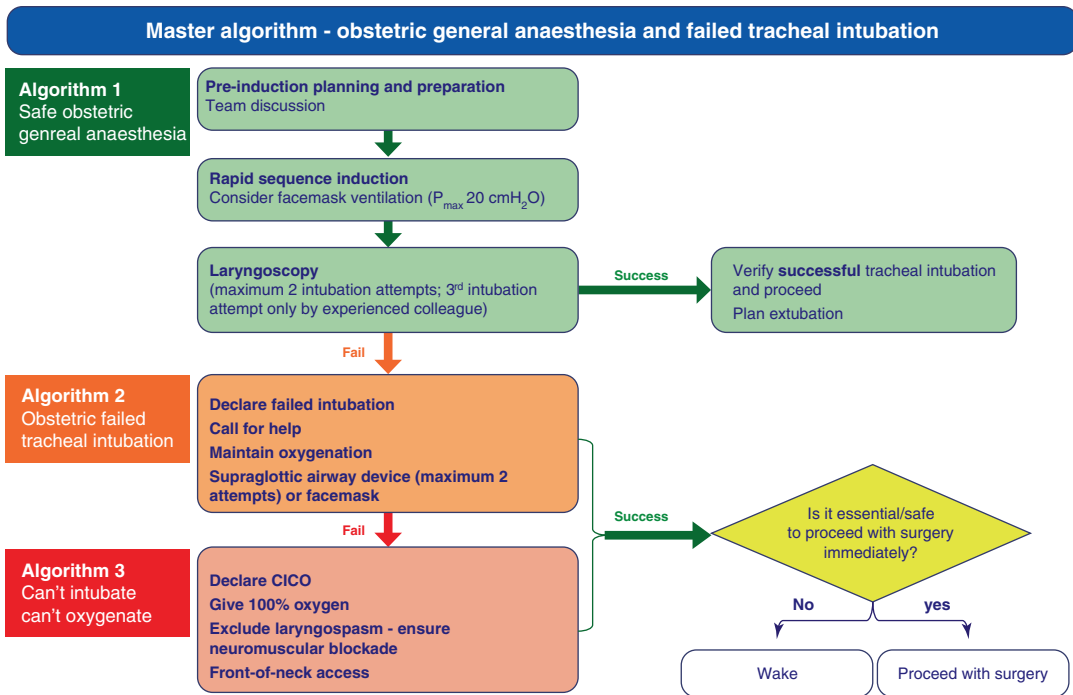 Master algorithm - obstetric general anaesthesia and failed tracheal intubation
Algorithm 1
Safe obstetric
genreal anaesthesia
Pre-induction planning and preparation
Team discussion
Rapid sequence induction
Consider facemask ventilation (Pmax 20 cmH2O)
Laryngoscopy
(maximum 2 intubation attempts; 3rd intubation
attempt only by experienced colleague)
Success
Verify successful tracheal intubation
and proceed
Plan extubation
Fail
Algorithm 2
Obstetric failed
tracheal intubation
Declare failed intubation
Call for help
Maintain oxygenation
Supraglottic airway device (maximum 2
attempts) or facemask
Success
Is it essential/safe
to proceed with surgery
immediately?
Fail
Algorithm 3
Can't intubate
can't oxygenate
Declare CICO
Give 100% oxygen
Exclude laryngospasm - ensure
neuromuscular blockade
Front-of-neck access
No
yes
Wake
Proceed with surgery